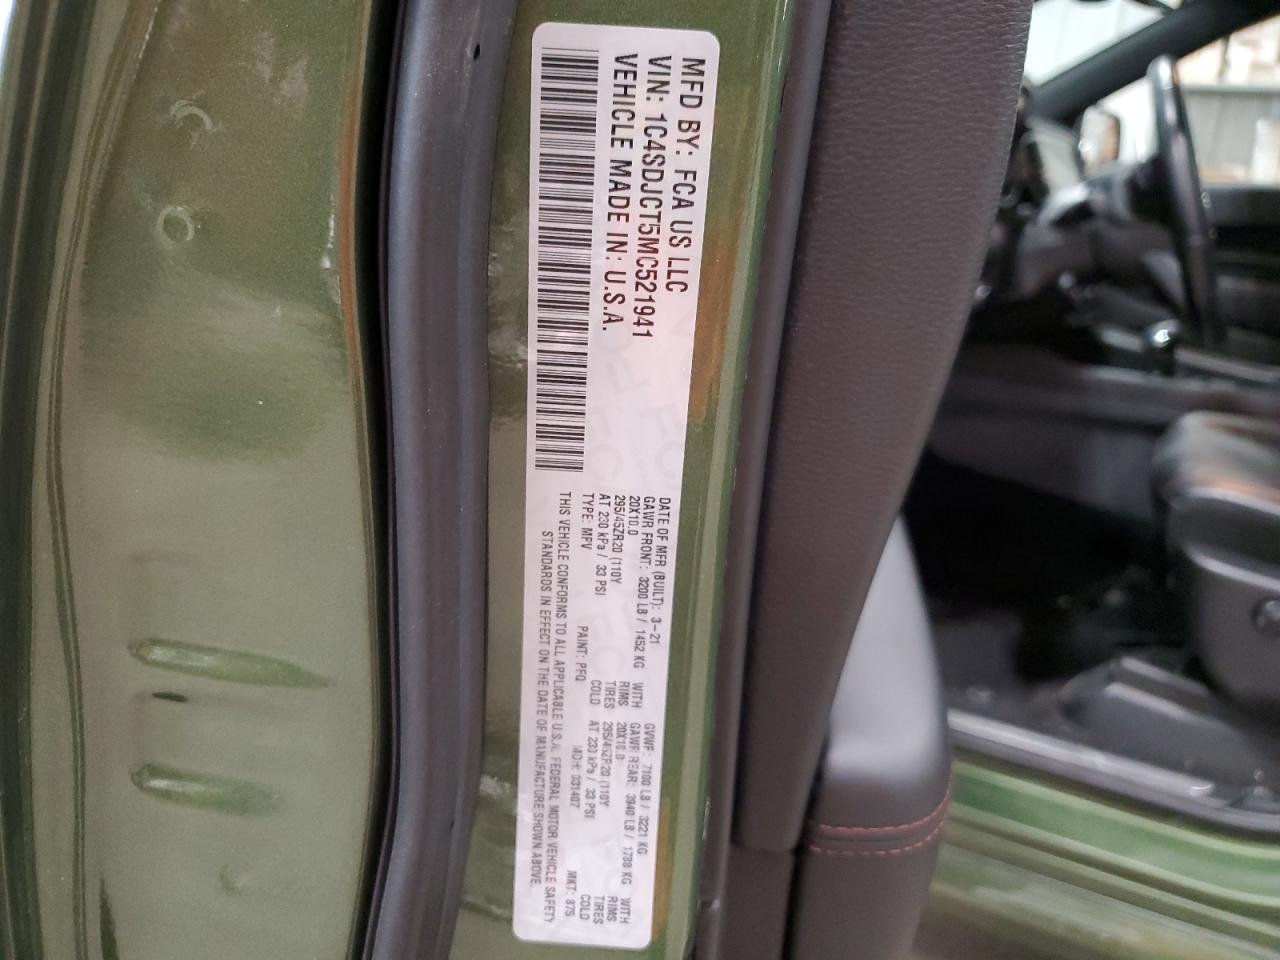 MFD BY: FCA US LLC
VIN: 1C4SDJCT5MC521941
VEHICLE MADE IN: U.S.A.
DATE OF MFR (BUILT): 3-21 GVWR: 7100 LB / 3221 KG
GAWR FRONT: 3200 LB / 1452 KG WITH GAWR REAR: 3940 LB / 1788 KG WITH
20X10.0 RIMS 20X10.0 RIMS
295/45ZR20 (110Y TIRES 295/45ZR20 (110Y TIRES
AT 230 kPa / 33 PSI COLD AT 230 kPa / 33 PSI COLD
TYPE: MPV PAINT: PFQ MDH: 031407 MKT: 875
THIS VEHICLE CONFORMS TO ALL APPLICABLE U.S.A. FEDERAL MOTOR VEHICLE SAFETY
STANDARDS IN EFFECT ON THE DATE OF MANUFACTURE SHOWN ABOVE.